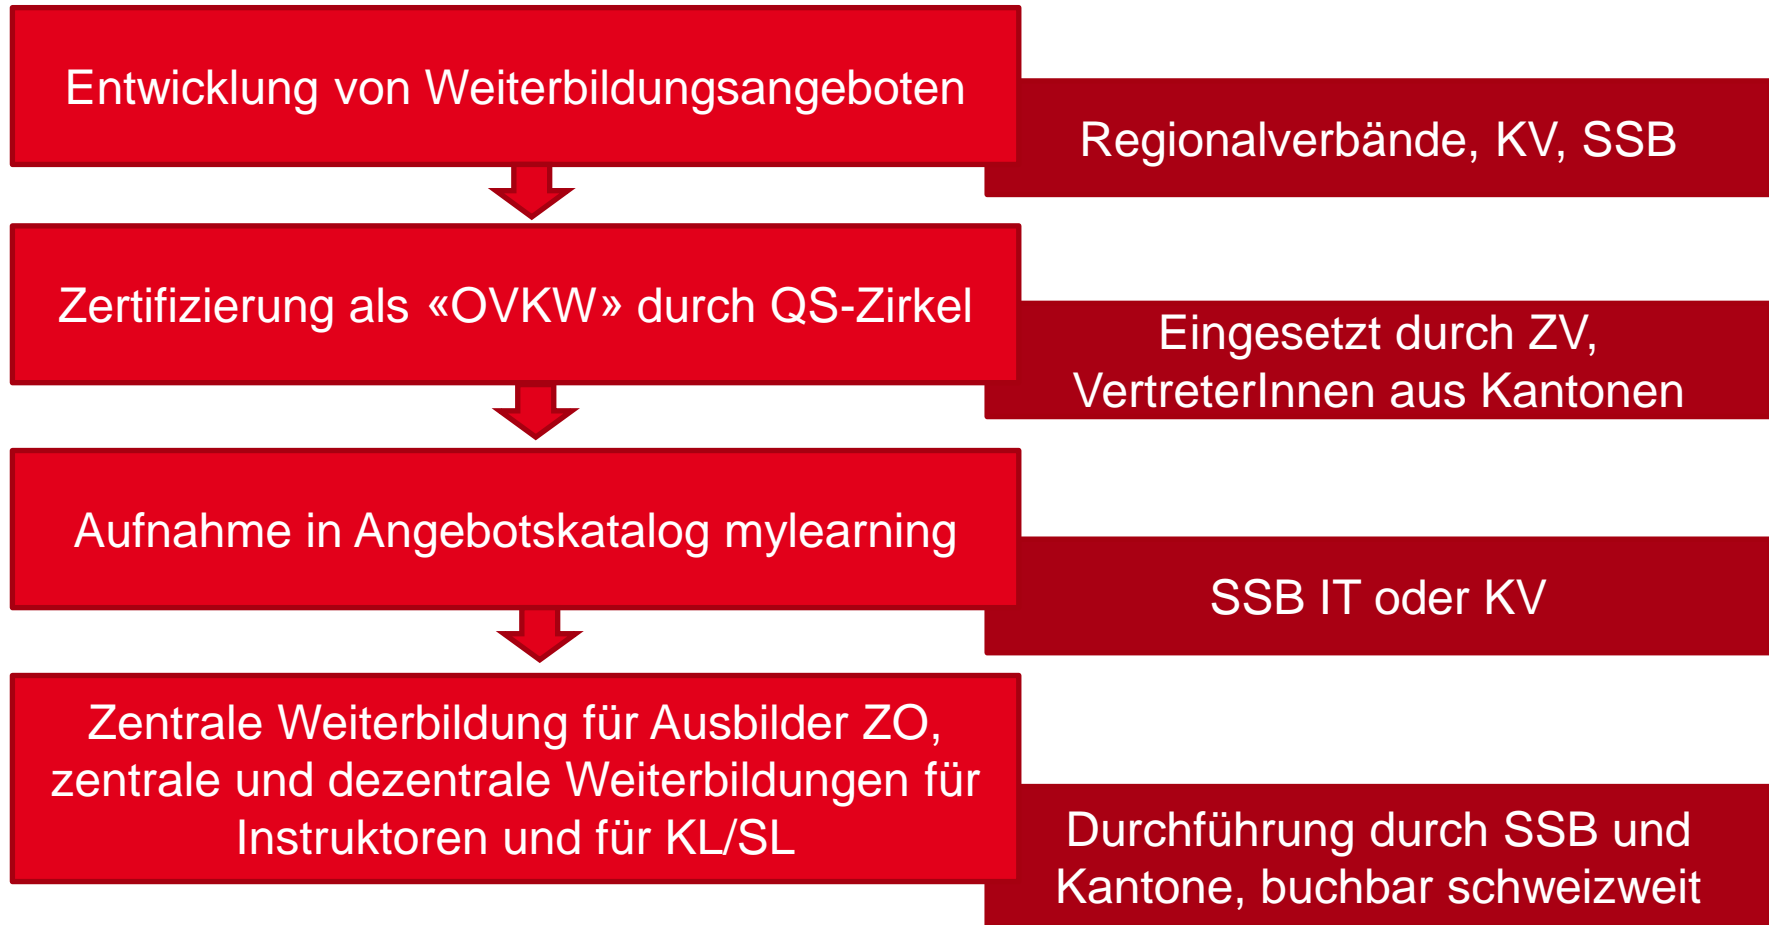 Entwicklung von Weiterbildungsangeboten
Regionalverbände, KV, SSB
Zertifizierung als «OVKW» durch QS-Zirkel
Eingesetzt durch ZV,
VertreterInnen aus Kantonen
Aufnahme in Angebotskatalog mylearning
SSB IT oder KV
Zentrale Weiterbildung für Ausbilder ZO,
zentrale und dezentrale Weiterbildungen für
Instruktoren und für KL/SL
Durchführung durch SSB und
Kantone, buchbar schweizweit